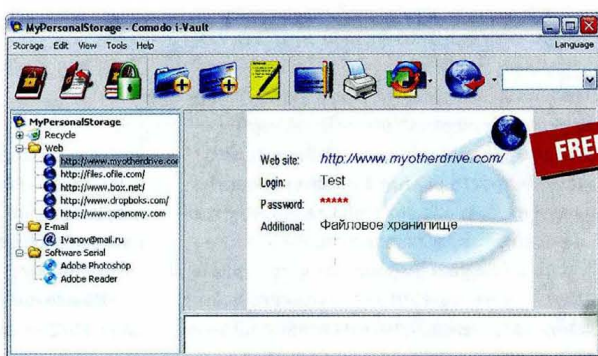 MyPersonalStorage - Comodo i-Vault
Storage Edit View Tools Help
Language
MyPersonalStorage
Recycle
Web
http://www.myotherdrive.com
http://files.ofile.com/
http://www.box.net/
http://www.dropboks.com/
http://www.openomy.com
E-mail
Ivanov@mail.ru
Software Serial
Adobe Photoshop
Adobe Reader
Web site: http://www.myotherdrive.com/
Login: Test
Password: *****
Additional: Файловое хранилище